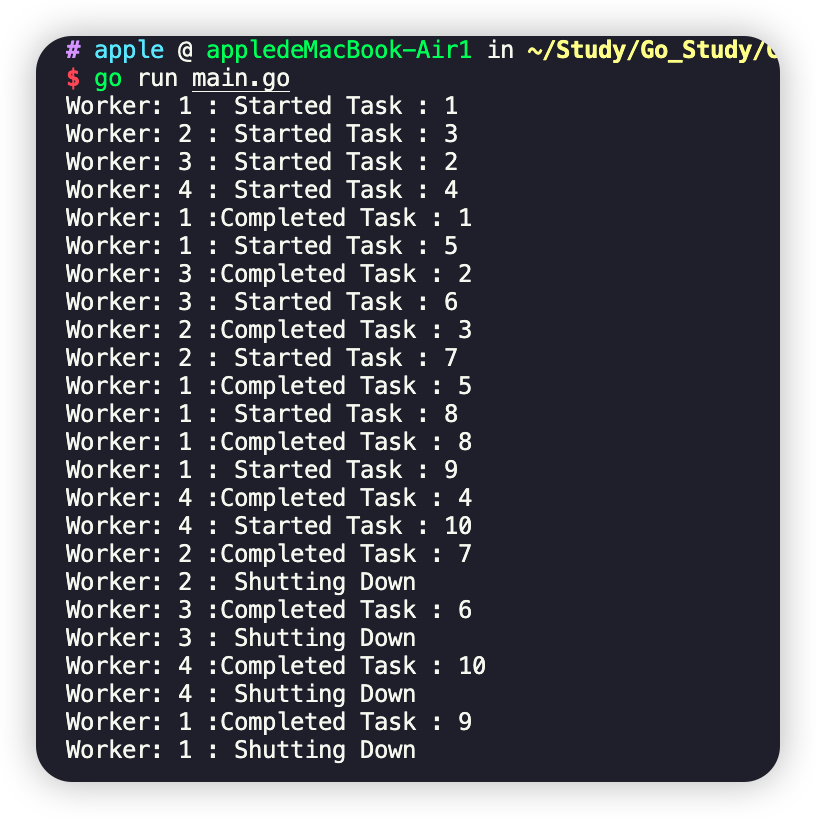 # apple @ appledeMacBook-Air1 in ~/Study/Go_Study/
$ go run main.go
Worker: 1 : Started Task : 1
Worker: 2 : Started Task : 3
Worker: 3 : Started Task : 2
Worker: 4 : Started Task : 4
Worker: 1 :Completed Task : 1
Worker: 1 : Started Task : 5
Worker: 3 :Completed Task : 2
Worker: 3 : Started Task : 6
Worker: 2 :Completed Task : 3
Worker: 2 : Started Task : 7
Worker: 1 :Completed Task : 5
Worker: 1 : Started Task : 8
Worker: 1 :Completed Task : 8
Worker: 1 : Started Task : 9
Worker: 4 :Completed Task : 4
Worker: 4 : Started Task : 10
Worker: 2 :Completed Task : 7
Worker: 2 : Shutting Down
Worker: 3 :Completed Task : 6
Worker: 3 : Shutting Down
Worker: 4 :Completed Task : 10
Worker: 4 : Shutting Down
Worker: 1 :Completed Task : 9
Worker: 1 : Shutting Down